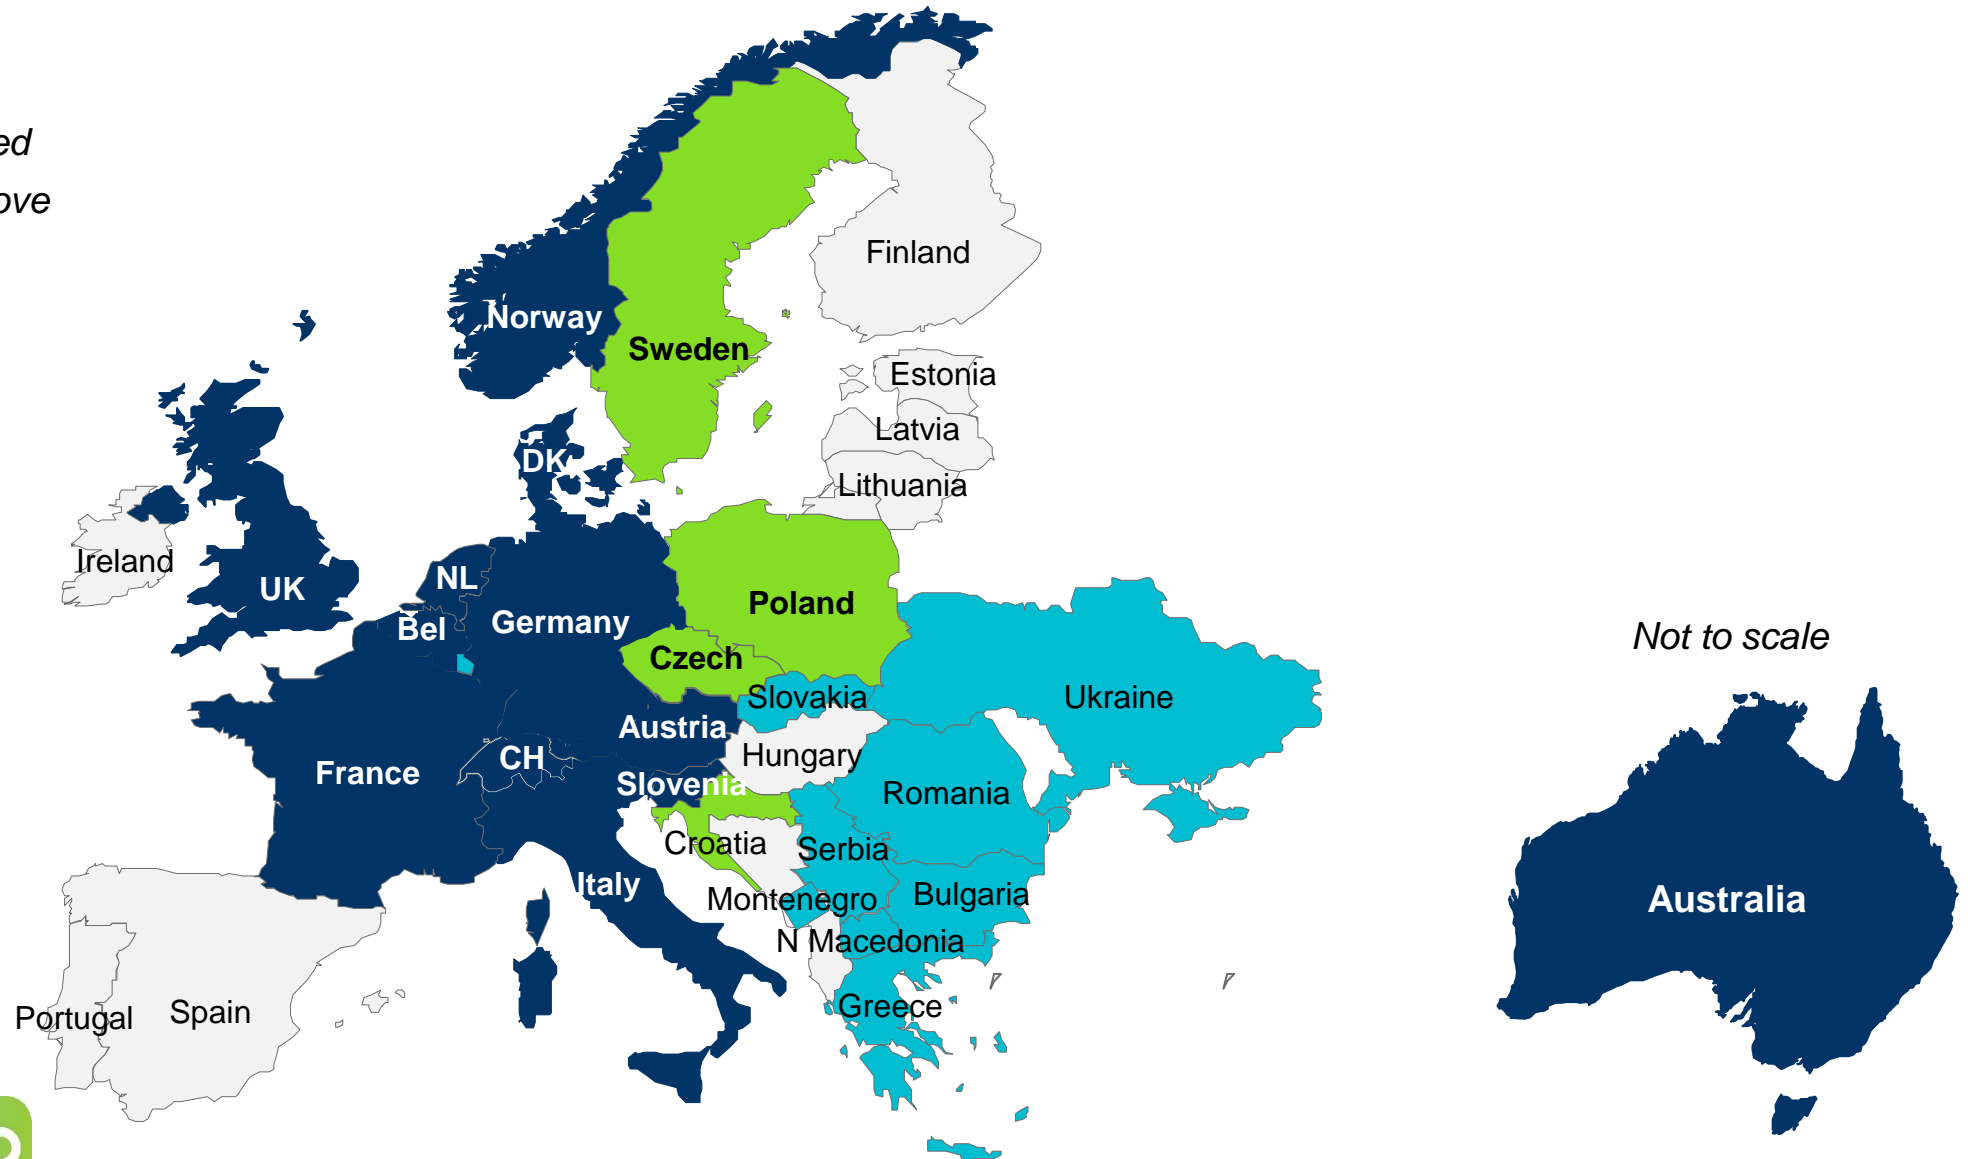 ed
ove
Finland
Norway
Sweden
Estonia
Latvia
DK
Lithuania
Ireland
NL
UK
Poland
Germany
Bel
Not to scale
Czech
Slovakia
Ukraine
Austria
Hungary
CH
France
Slovenia
Romania
Croatia
Serbia
Italy
Bulgaria
Montenegro
Australia
N Macedonia
Greece
Spain
Portugal